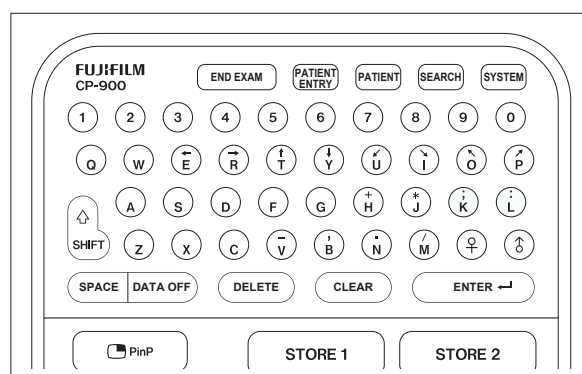 FUJIFILM
CP-900
END EXAM PATIENT ENTRY PATIENT SEARCH SYSTEM
1 2 3 4 5 6 7 8 9 0
Q W ← E → R ↑ T ↓ Y ↙ U ↘ I ↖ O ↗ P
A S D F G + H * J ; K : L
⇧ SHIFT Z X C – V , B . N / M ♀ ♂
SPACE DATA OFF DELETE CLEAR ENTER ↵
PinP STORE 1 STORE 2